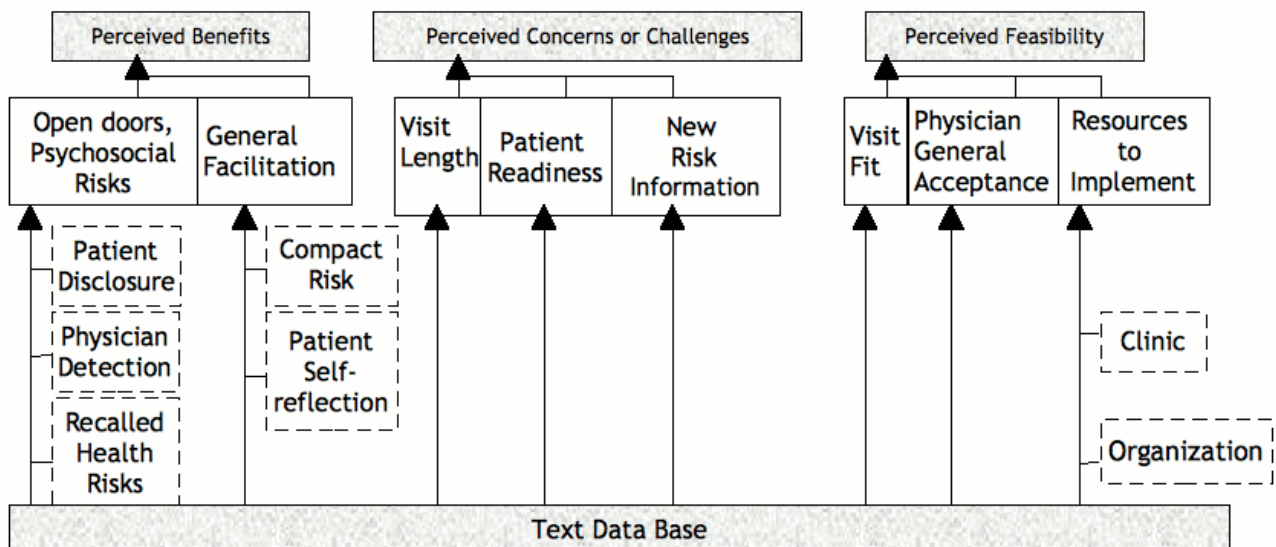 Perceived Benefits
Perceived Concerns or Challenges
Perceived Feasibility
Open doors,
Psychosocial
Risks
General
Facilitation
Visit
Length
Patient
Readiness
New
Risk
Information
Visit
Fit
Physician
General
Acceptance
Resources
to
Implement
Patient
Disclosure
Physician
Detection
Recalled
Health
Risks
Compact
Risk
Patient
Self-
reflection
Clinic
Organization
Text Data Base